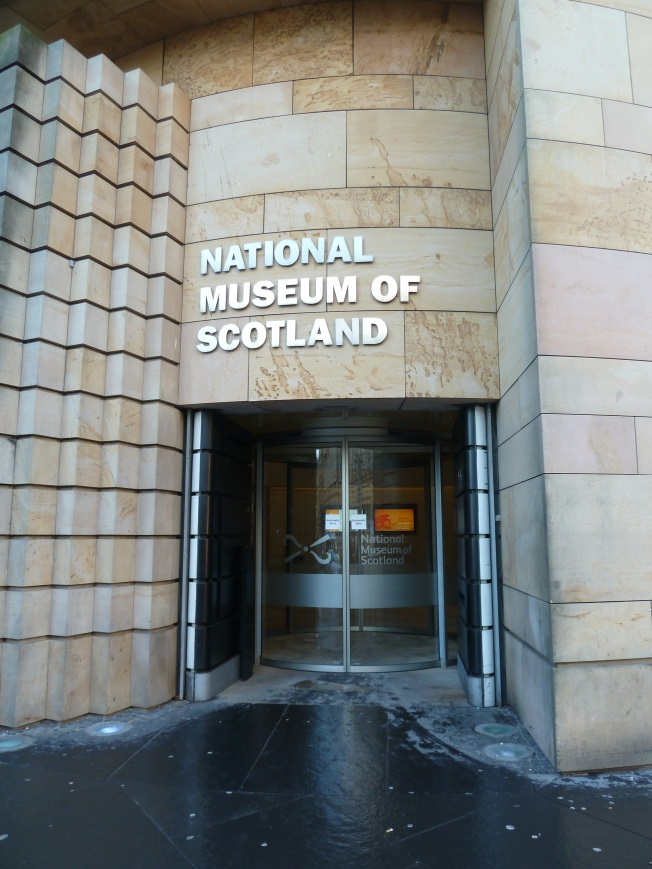 NATIONAL
MUSEUM OF
SCOTLAND
National
Museum of
Scotland